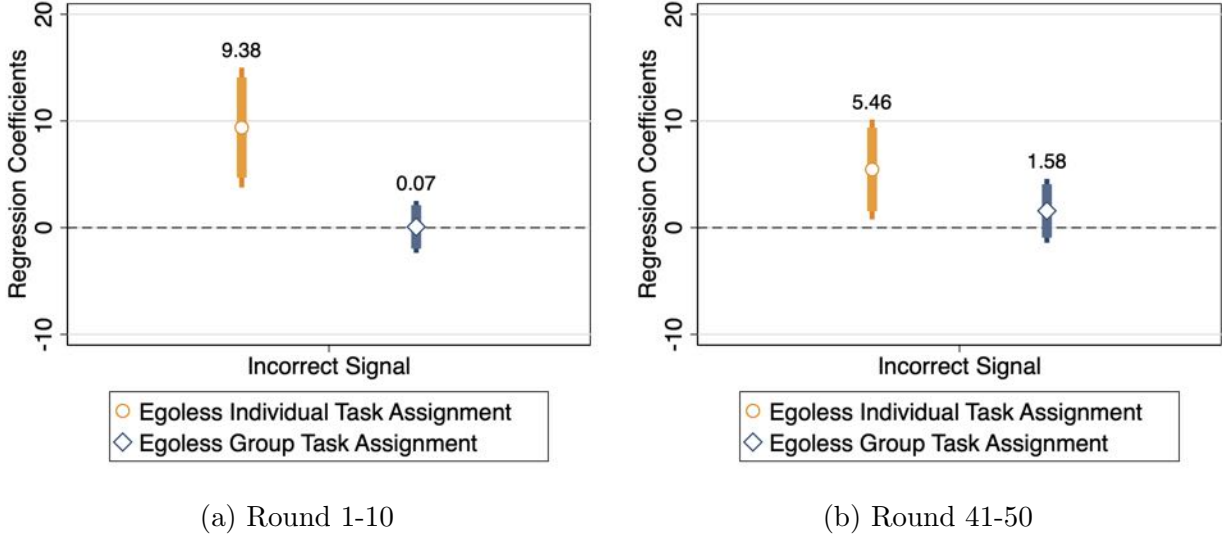 Regression Coefficients
20
10
0
-10
9.38
0.07
Incorrect Signal
Egoless Individual Task Assignment
Egoless Group Task Assignment
(a) Round 1-10
Regression Coefficients
20
10
0
-10
5.46
1.58
Incorrect Signal
Egoless Individual Task Assignment
Egoless Group Task Assignment
(b) Round 41-50